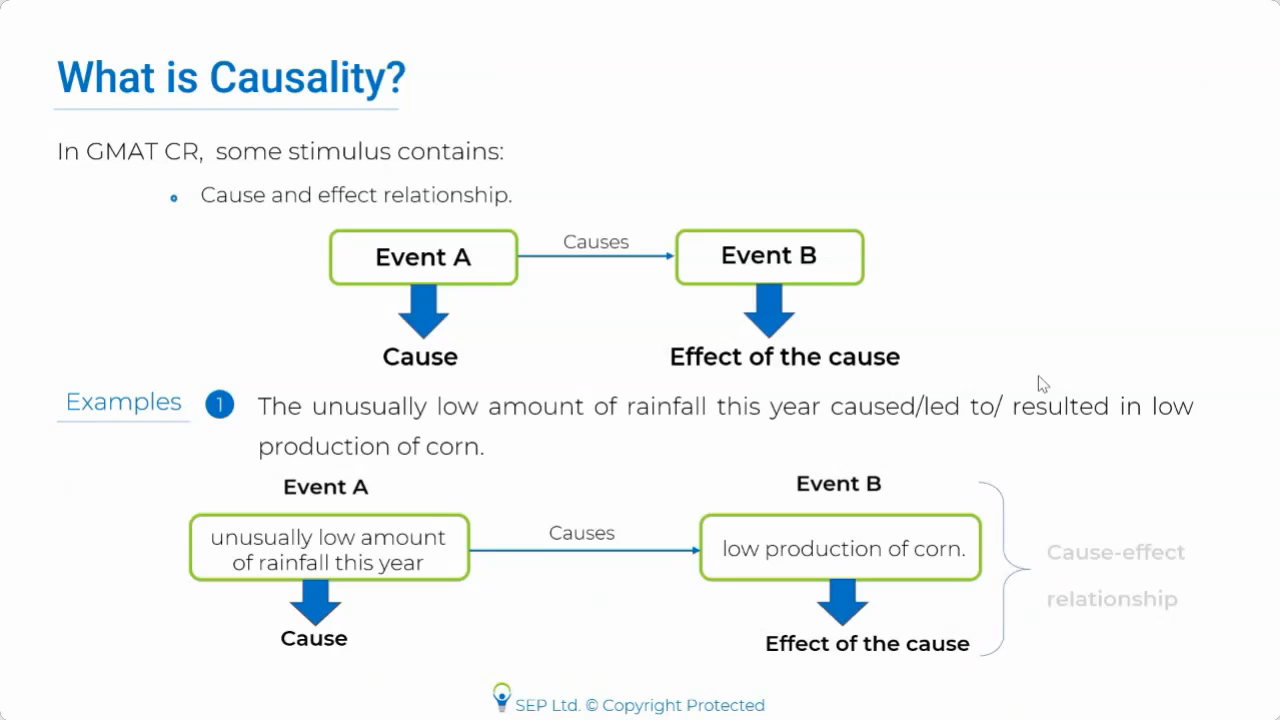 What is Causality?
In GMAT CR, some stimulus contains:
Cause and effect relationship.
Event A
Causes
Event B
Cause
Effect of the cause
Examples
1
The unusually low amount of rainfall this year caused/led to/ resulted in low
production of corn.
Event A
Event B
unusually low amount
of rainfall this year
Causes
low production of corn.
Cause-effect
relationship
Cause
Effect of the cause
SEP Ltd. © Copyright Protected